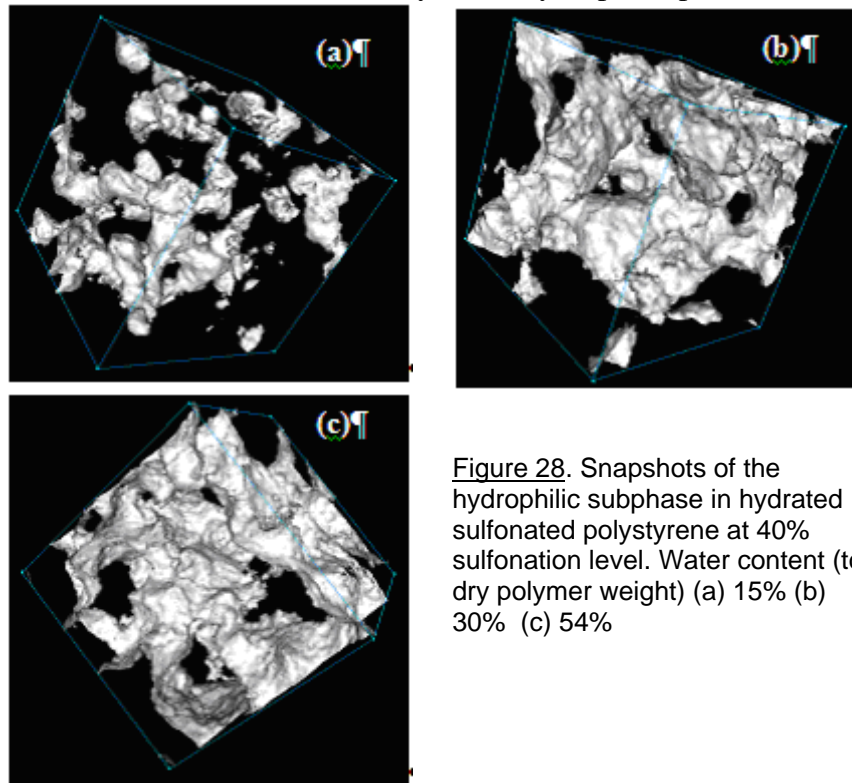 (a)¶
(b)¶
(c)¶
Figure 28. Snapshots of the
hydrophilic subphase in hydrated
sulfonated polystyrene at 40%
sulfonation level. Water content (to
dry polymer weight) (a) 15% (b)
30% (c) 54%